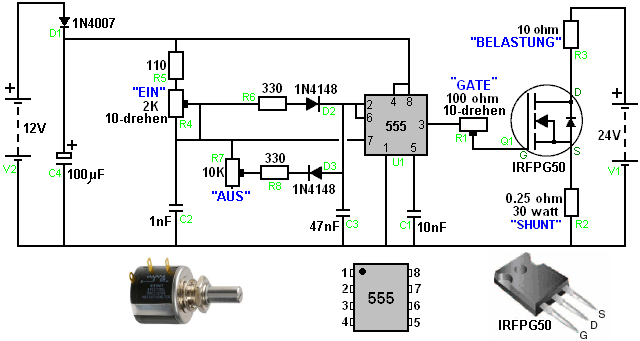 1N4007
D1
10 ohm
"BELASTUNG"
R3
110
R5
"EIN"
2K
10-drehen
R4
330
R6
1N4148
D2
2
6
4 8
555
3
7
1 5
U1
"GATE"
100 ohm
10-drehen
R1
D
Q1
G
S
IRFPG50
12V
V2
24V
V1
100µF
C4
R7
10K
"AUS"
330
R8
D3
1N4148
1nF
C2
47nF
C3
10nF
C1
0.25 ohm
30 watt
"SHUNT"
R2
1 8
2 7
3 6
4 5
555
IRFPG50
S
D
G